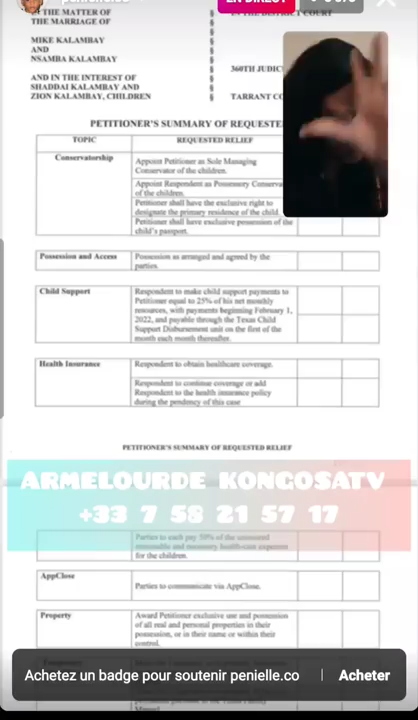 THE MATTER OF
THE MARRIAGE OF
MIKE KALAMBAY
AND
NSAMBA KALAMBAY
AND IN THE INTEREST OF
SHADDAI KALAMBAY AND
ZION KALAMBAY, CHILDREN
EN DIRECT
COURT
360TH JUDIC
TARRANT CO
PETITIONER'S SUMMARY OF REQUESTE
TOPIC
REQUESTED RELIEF
Conservatorship
Appoint Petitioner as Sole Managing
Conservator of the children.
Appoint Respondent as Possessory Conserva
of the children.
Petitioner shall have the exclusive right to
designate the primary residence of the child.
Petitioner shall have exclusive possession of the
child's passport.
Possession and Access
Possession as arranged and agreed by the
parties.
Child Support
Respondent to make child support payments to
Petitioner equal to 25% of his net monthly
resources, with payments beginning February 1,
2022, and payable through the Texas Child
Support Disbursement unit on the first of the
month each month thereafter.
Health Insurance
Respondent to obtain healthcare coverage.
Respondent to continue coverage or add
Respondent to the health insurance policy
during the pendency of this case
PETITIONER'S SUMMARY OF REQUESTED RELIEF
ARMELOURDE KONGOSATV
+33 7 58 21 57 17
Parties to each pay 50% of the uninsured
reasonable and necessary health-care expenses
for the children.
AppClose
Parties to communicate via AppClose.
Property
Award Petitioner exclusive use and possession
of all real and personal properties in their
possession, or in their name or within their
control.
Achetez un badge pour soutenir penielle.co
Acheter